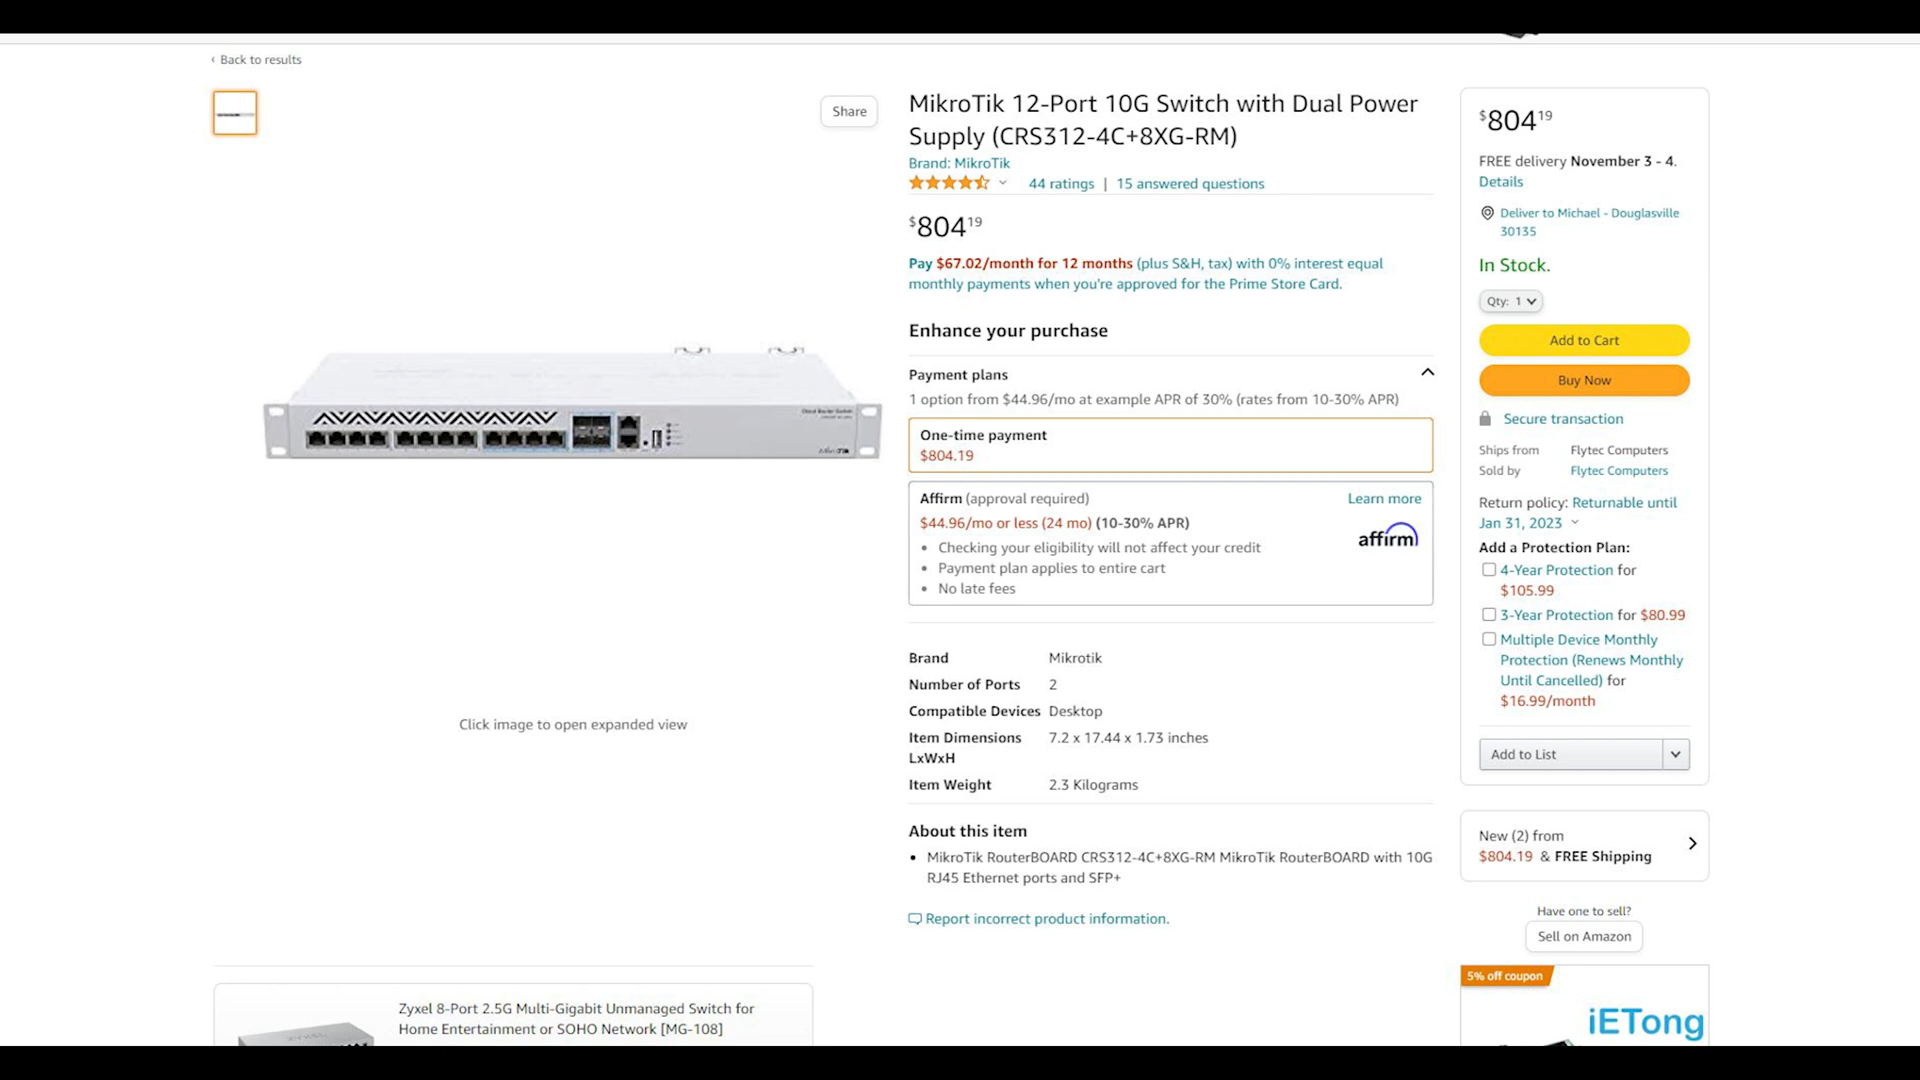 ‹ Back to results
Share
MikroTik 12-Port 10G Switch with Dual Power
Supply (CRS312-4C+8XG-RM)
Brand: MikroTik
44 ratings | 15 answered questions
$804 19
Pay $67.02/month for 12 months (plus S&H, tax) with 0% interest equal
monthly payments when you're approved for the Prime Store Card.
Enhance your purchase
Payment plans
1 option from $44.96/mo at example APR of 30% (rates from 10-30% APR)
One-time payment
$804.19
Affirm (approval required) Learn more
$44.96/mo or less (24 mo) (10-30% APR)
affirm
• Checking your eligibility will not affect your credit
• Payment plan applies to entire cart
• No late fees
Brand Mikrotik
Number of Ports 2
Compatible Devices Desktop
Item Dimensions 7.2 x 17.44 x 1.73 inches
LxWxH
Item Weight 2.3 Kilograms
About this item
• MikroTik RouterBOARD CRS312-4C+8XG-RM MikroTik RouterBOARD with 10G
RJ45 Ethernet ports and SFP+
Report incorrect product information.
Click image to open expanded view
Zyxel 8-Port 2.5G Multi-Gigabit Unmanaged Switch for
Home Entertainment or SOHO Network [MG-108]
$804 19
FREE delivery November 3 - 4.
Details
Deliver to Michael - Douglasville
30135
In Stock.
Qty: 1
Add to Cart
Buy Now
Secure transaction
Ships from Flytec Computers
Sold by Flytec Computers
Return policy: Returnable until
Jan 31, 2023
Add a Protection Plan:
4-Year Protection for
$105.99
3-Year Protection for $80.99
Multiple Device Monthly
Protection (Renews Monthly
Until Cancelled) for
$16.99/month
Add to List
New (2) from
$804.19 & FREE Shipping
Have one to sell?
Sell on Amazon
5% off coupon
iETong